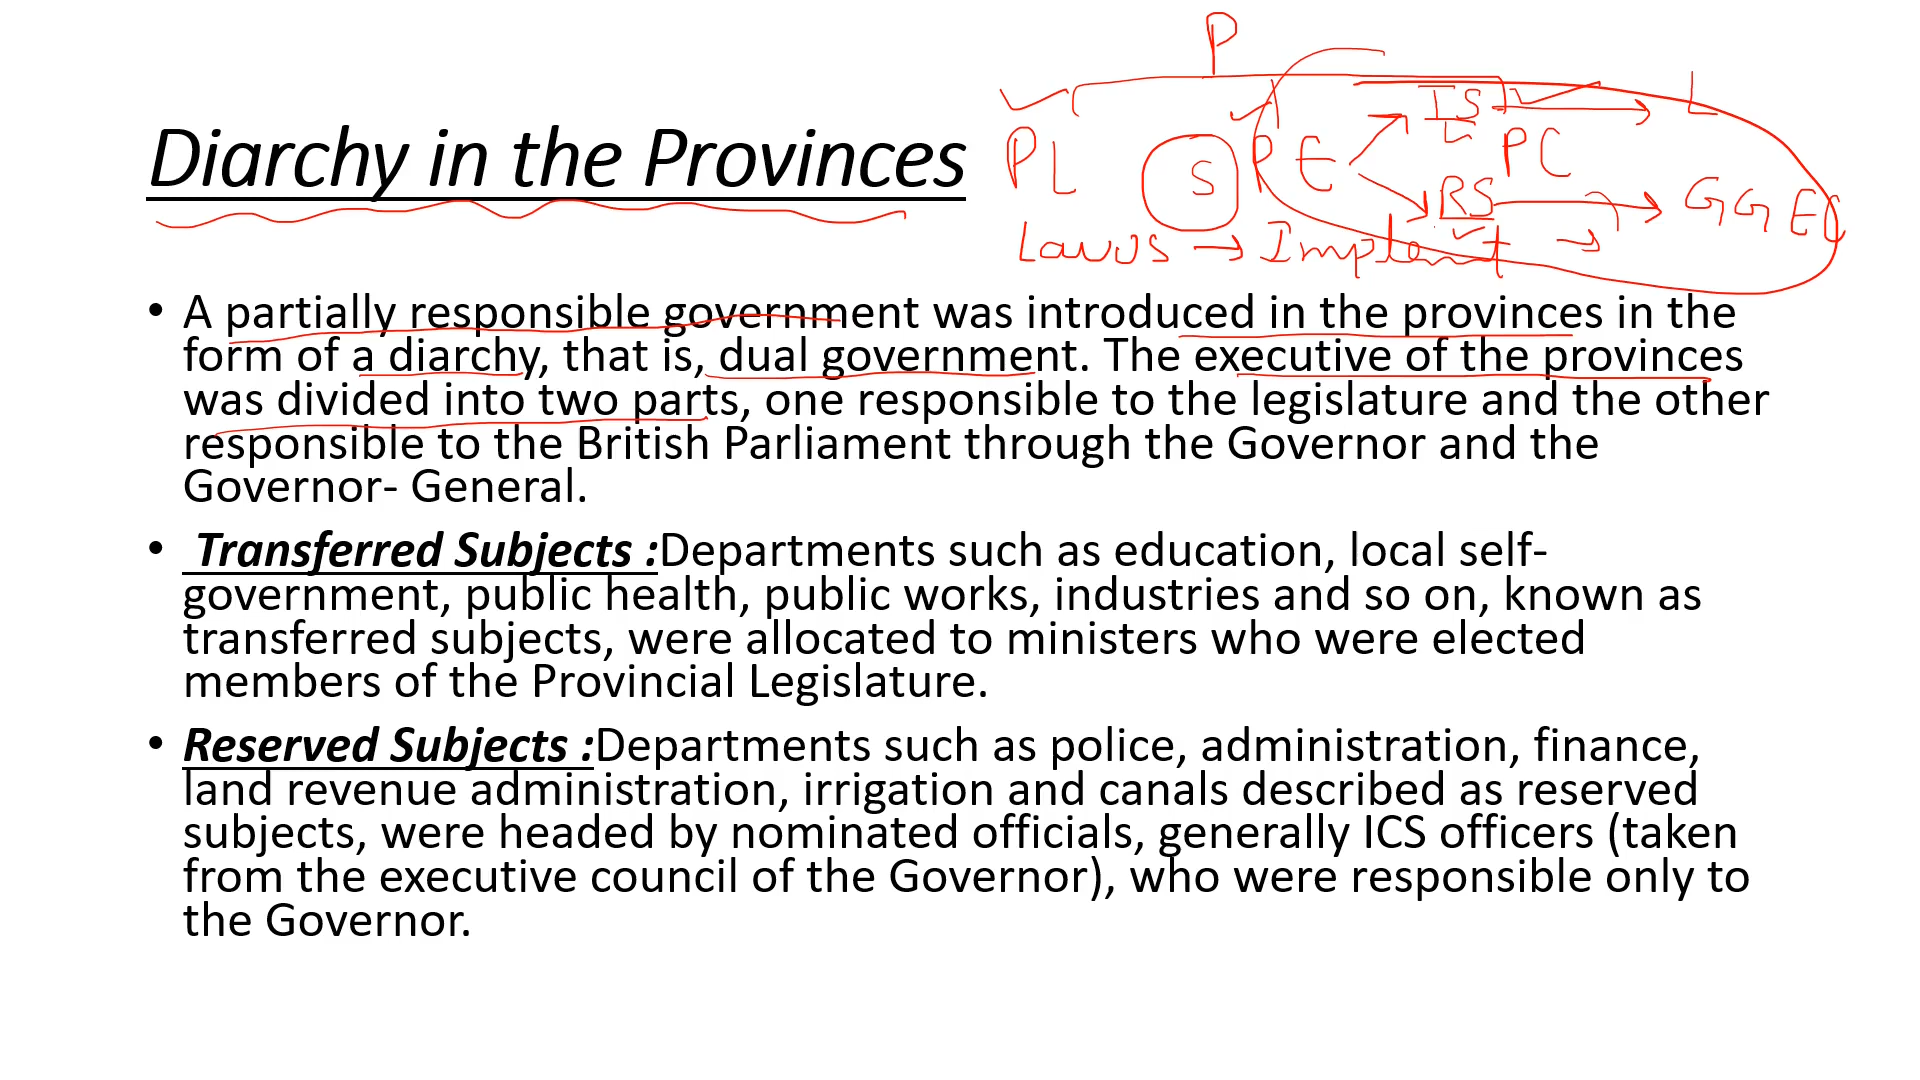 P
IS L
PL S PE PC
RS GG EC
Diarchy in the Provinces
Laws → Implemt →
• A partially responsible government was introduced in the provinces in the
form of a diarchy, that is, dual government. The executive of the provinces
was divided into two parts, one responsible to the legislature and the other
responsible to the British Parliament through the Governor and the
Governor- General.
• Transferred Subjects :Departments such as education, local self-
government, public health, public works, industries and so on, known as
transferred subjects, were allocated to ministers who were elected
members of the Provincial Legislature.
• Reserved Subjects :Departments such as police, administration, finance,
land revenue administration, irrigation and canals described as reserved
subjects, were headed by nominated officials, generally ICS officers (taken
from the executive council of the Governor), who were responsible only to
the Governor.